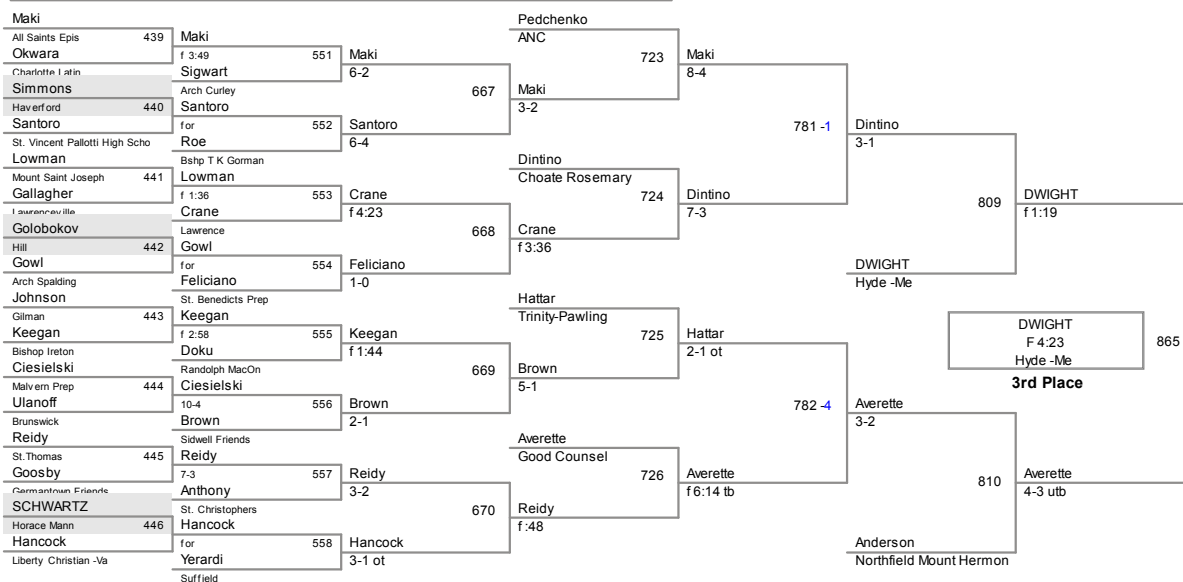 Maki
All Saints Epis 439
Okwara
Charlotte Latin
Simmons
Haverford 440
Santoro
St. Vincent Pallotti High Scho
Lowman
Mount Saint Joseph 441
Gallagher
Lawrenceville
Golobokov
Hill 442
Gowl
Arch Spalding
Johnson
Gilman 443
Keegan
Bishop Ireton
Ciesielski
Malvern Prep 444
Ulanoff
Brunswick
Reidy
St.Thomas 445
Goosby
Germantown Friends
SCHWARTZ
Horace Mann 446
Hancock
Liberty Christian -Va
Maki
f 3:49 551
Sigwart
Arch Curley
Santoro
for 552
Roe
Bshp T K Gorman
Lowman
f 1:36 553
Crane
Lawrence
Gowl
for 554
Feliciano
St. Benedicts Prep
Keegan
f 2:58 555
Doku
Randolph MacOn
Ciesielski
10-4 556
Brown
Sidwell Friends
Reidy
7-3 557
Anthony
St. Christophers
Hancock
for 558
Yerardi
Suffield
Maki
6-2
667
Santoro
6-4
Crane
f 4:23
668
Feliciano
1-0
Keegan
f 1:44
669
Brown
2-1
Reidy
3-2
670
Hancock
3-1 ot
Pedchenko
ANC
723
Maki
3-2
Dintino
Choate Rosemary
724
Crane
f 3:36
Hattar
Trinity-Pawling
725
Brown
5-1
Averette
Good Counsel
726
Reidy
f :48
Maki
8-4
781 -1
Dintino
7-3
Hattar
2-1 ot
782 -4
Averette
f 6:14 tb
Dintino
3-1
809
DWIGHT
Hyde -Me
Averette
3-2
810
Anderson
Northfield Mount Hermon
DWIGHT
f 1:19
DWIGHT
F 4:23 865
Hyde -Me
3rd Place
Averette
4-3 utb